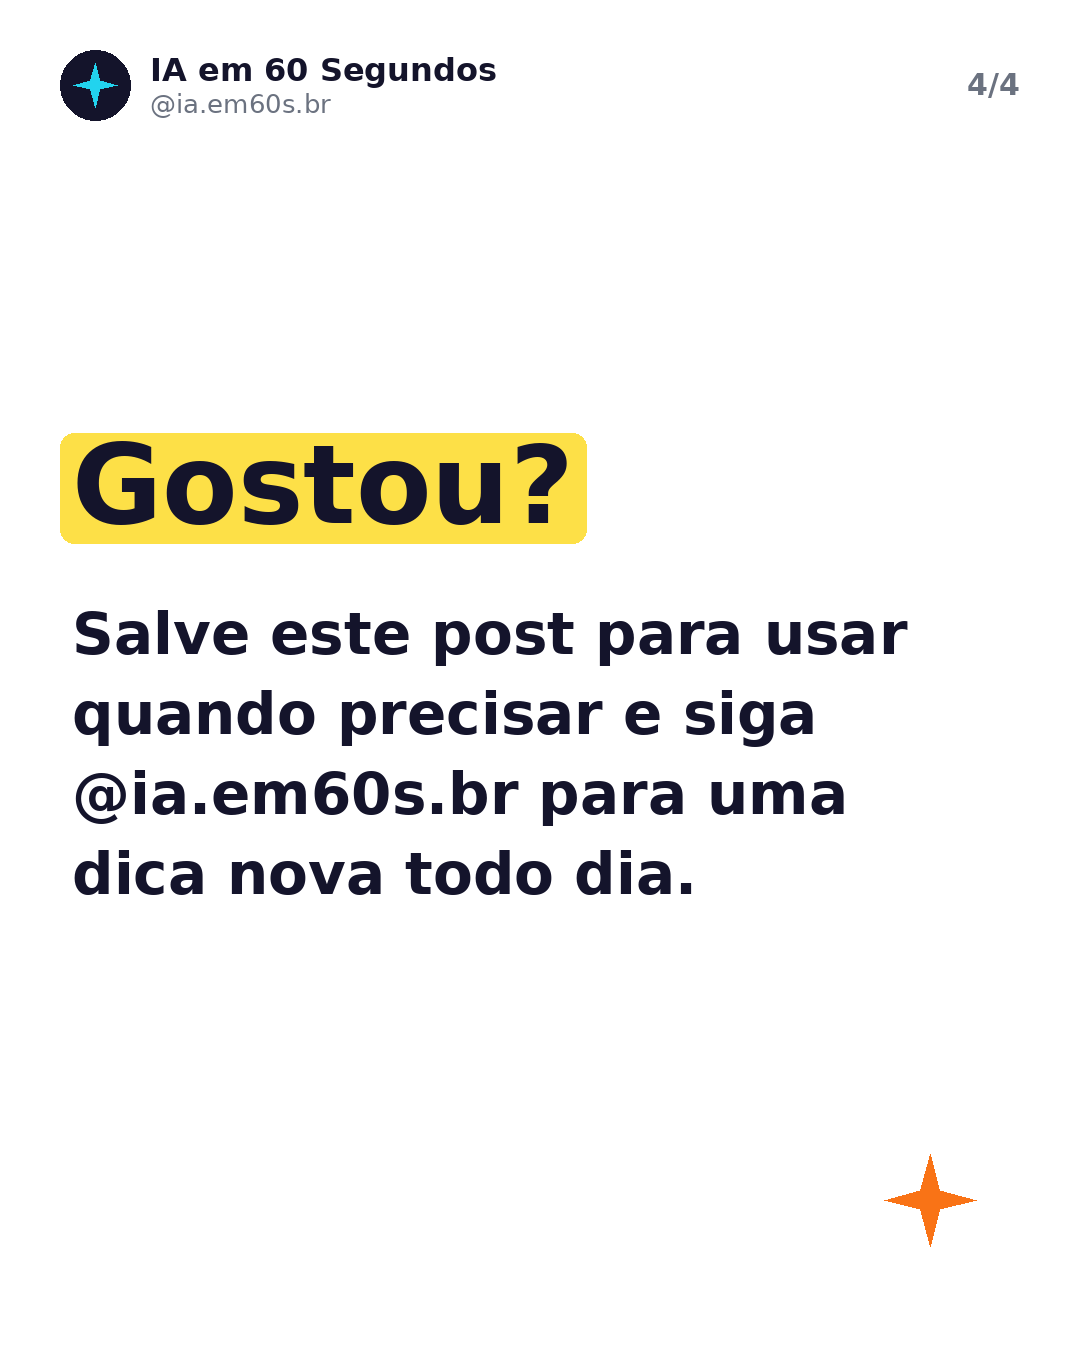 IA em 60 Segundos
@ia.em60s.br
4/4
Gostou?
Salve este post para usar
quando precisar e siga
@ia.em60s.br para uma
dica nova todo dia.